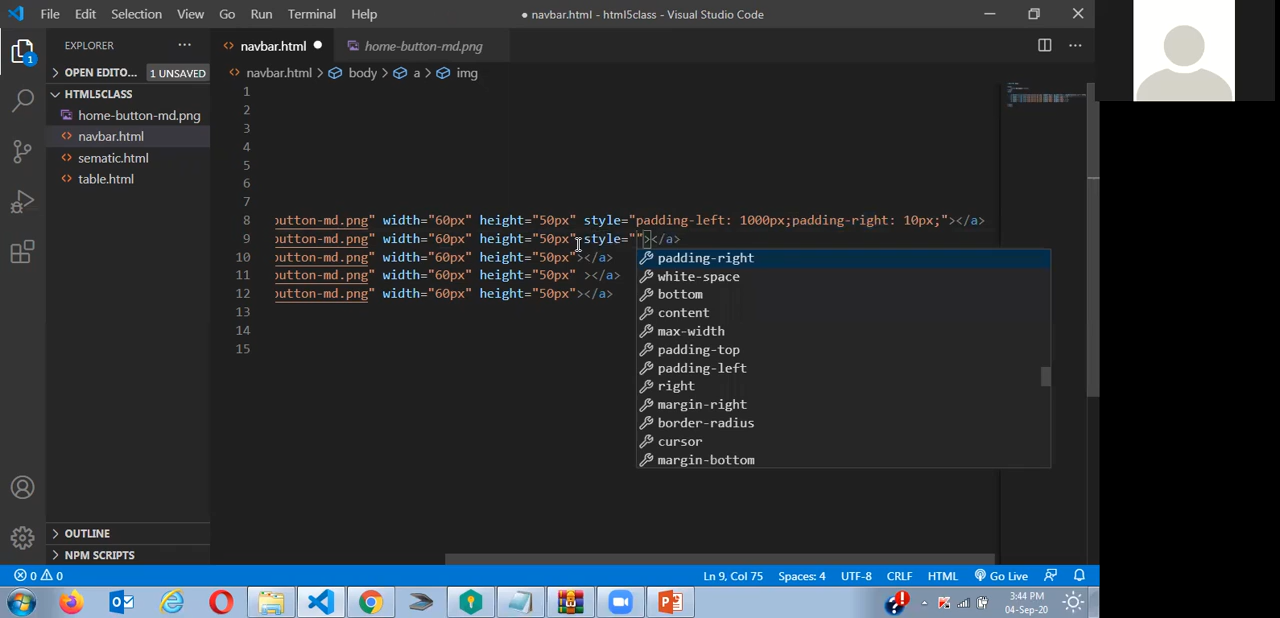 File Edit Selection View Go Run Terminal Help ● navbar.html - html5class - Visual Studio Code
EXPLORER ··· <> navbar.html ● home-button-md.png ···
> OPEN EDITO... 1 UNSAVED <> navbar.html > body > a > img
HTML5CLASS
home-button-md.png
<> navbar.html
<> sematic.html
<> table.html
1
1
2
3
4
5
6
7
8 button-md.png" width="60px" height="50px" style="padding-left: 1000px;padding-right: 10px;"></a>
9 button-md.png" width="60px" height="50px" style=""></a>
10 button-md.png" width="60px" height="50px"></a>
11 button-md.png" width="60px" height="50px" ></a>
12 button-md.png" width="60px" height="50px"></a>
13
14
15
padding-right
white-space
bottom
content
max-width
padding-top
padding-left
right
margin-right
border-radius
cursor
margin-bottom
> OUTLINE
> NPM SCRIPTS
0 0 Ln 9, Col 75 Spaces: 4 UTF-8 CRLF HTML Go Live
3:44 PM
04-Sep-20